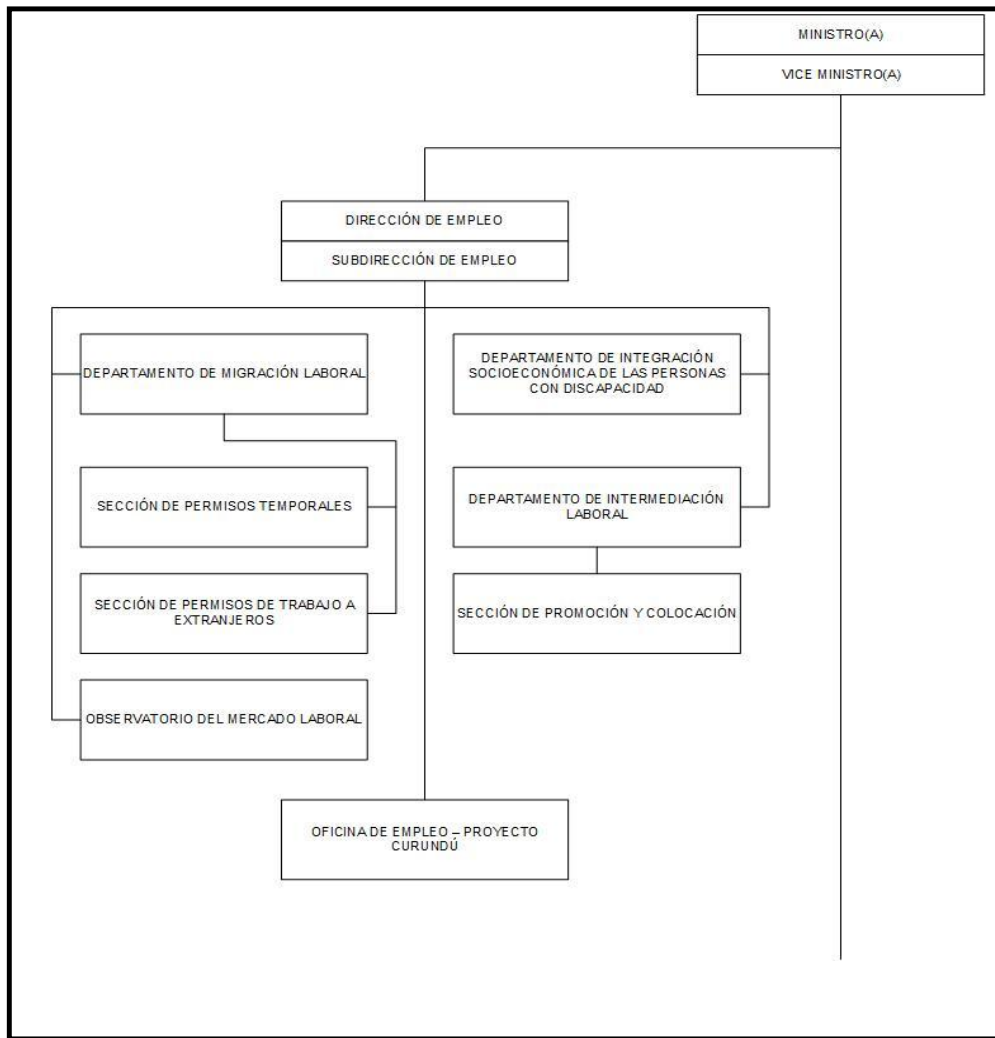 MINISTRO(A)
VICE MINISTRO(A)
DIRECCIÓN DE EMPLEO
SUBDIRECCIÓN DE EMPLEO
DEPARTAMENTO DE MIGRACIÓN LABORAL
DEPARTAMENTO DE INTEGRACIÓN
SOCIOECONÓMICA DE LAS PERSONAS
CON DISCAPACIDAD
SECCIÓN DE PERMISOS TEMPORALES
DEPARTAMENTO DE INTERMEDIACIÓN
LABORAL
SECCIÓN DE PERMISOS DE TRABAJO A
EXTRANJEROS
SECCIÓN DE PROMOCIÓN Y COLOCACIÓN
OBSERVATORIO DEL MERCADO LABORAL
OFICINA DE EMPLEO – PROYECTO
CURUNDÚ